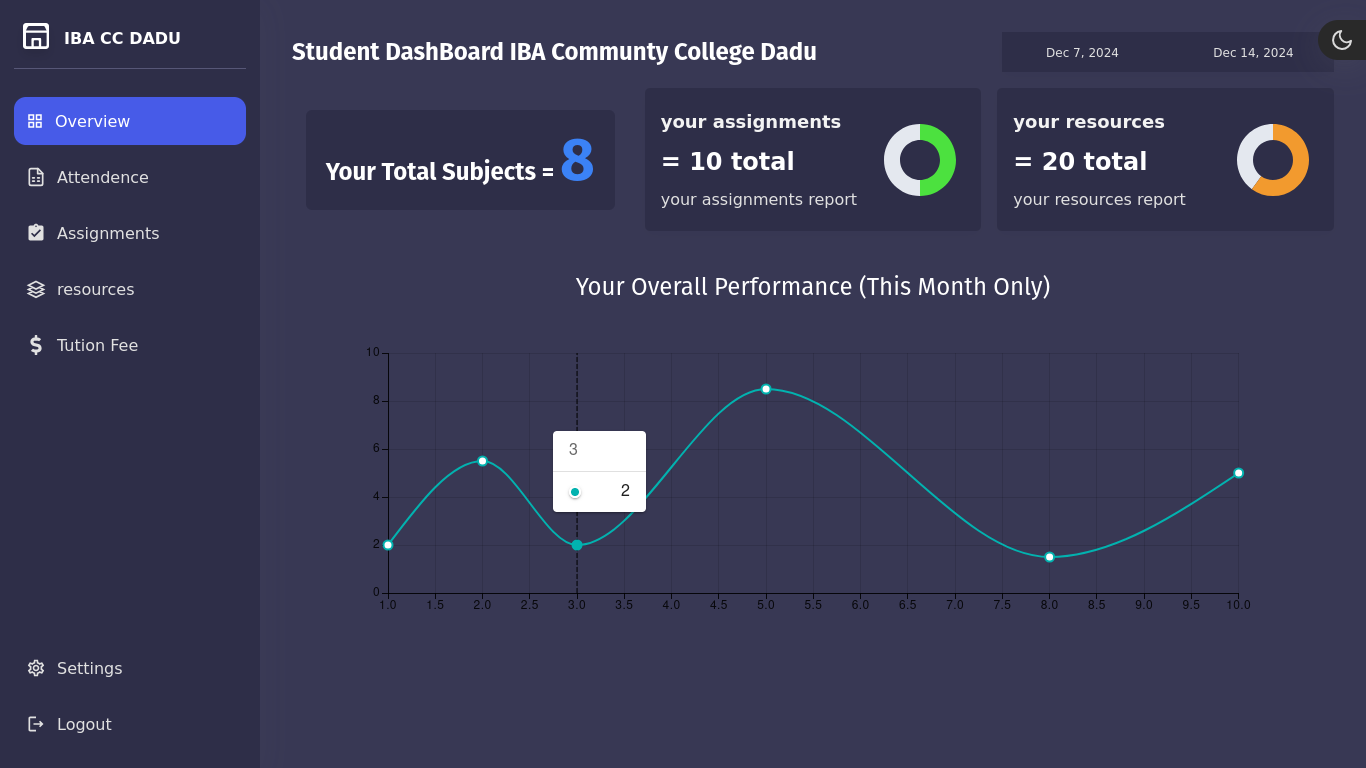 IBA CC DADU
Overview
Attendence
Assignments
resources
Tution Fee
Settings
Logout
Student DashBoard IBA Communty College Dadu
Dec 7, 2024 Dec 14, 2024
Your Total Subjects = 8
your assignments
= 10 total
your assignments report
your resources
= 20 total
your resources report
Your Overall Performance (This Month Only)
10
8
6
4
2
0
3
2
1.0 1.5 2.0 2.5 3.0 3.5 4.0 4.5 5.0 5.5 6.0 6.5 7.0 7.5 8.0 8.5 9.0 9.5 10.0